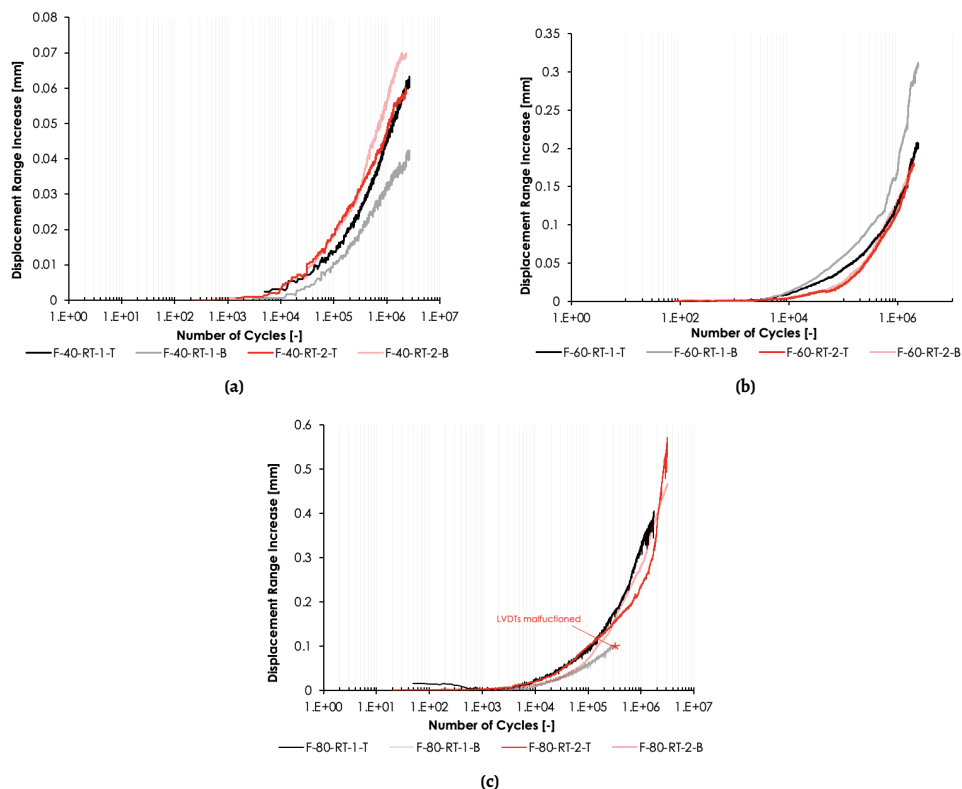 0.08
0.07
0.06
0.05
0.04
0.03
0.02
0.01
0
Displacement Range Increase [mm]
1.E+00 1.E+01 1.E+02 1.E+03 1.E+04 1.E+05 1.E+06 1.E+07
Number of Cycles [-]
F-40-RT-1-T F-40-RT-1-B F-40-RT-2-T F-40-RT-2-B
(a)
0.35
0.3
0.25
0.2
0.15
0.1
0.05
0
Displacement Range Increase [mm]
1.E+00 1.E+02 1.E+04 1.E+06
Number of Cycles [-]
F-60-RT-1-T F-60-RT-1-B F-60-RT-2-T F-60-RT-2-B
(b)
0.6
0.5
0.4
0.3
0.2
0.1
0
Displacement Range Increase [mm]
LVDTs malfuctioned
1.E+00 1.E+01 1.E+02 1.E+03 1.E+04 1.E+05 1.E+06 1.E+07
Number of Cycles [-]
F-80-RT-1-T F-80-RT-1-B F-80-RT-2-T F-80-RT-2-B
(c)